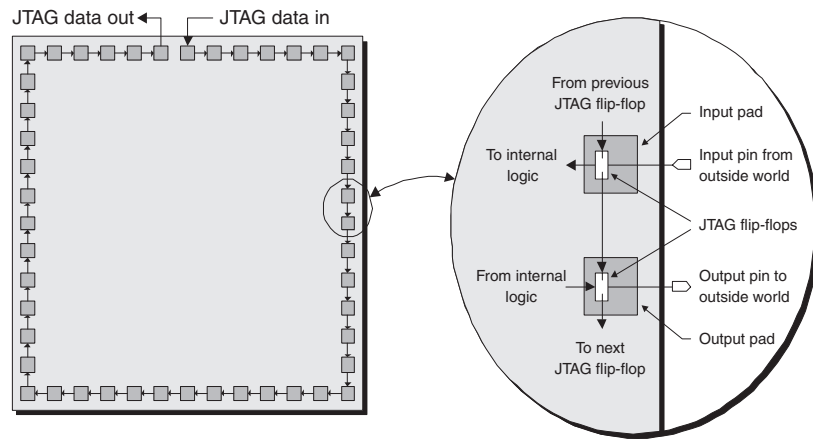 JTAG data out
JTAG data in
From previous
JTAG flip-flop
Input pad
To internal
logic
Input pin from
outside world
JTAG flip-flops
From internal
logic
Output pin to
outside world
Output pad
To next
JTAG flip-flop